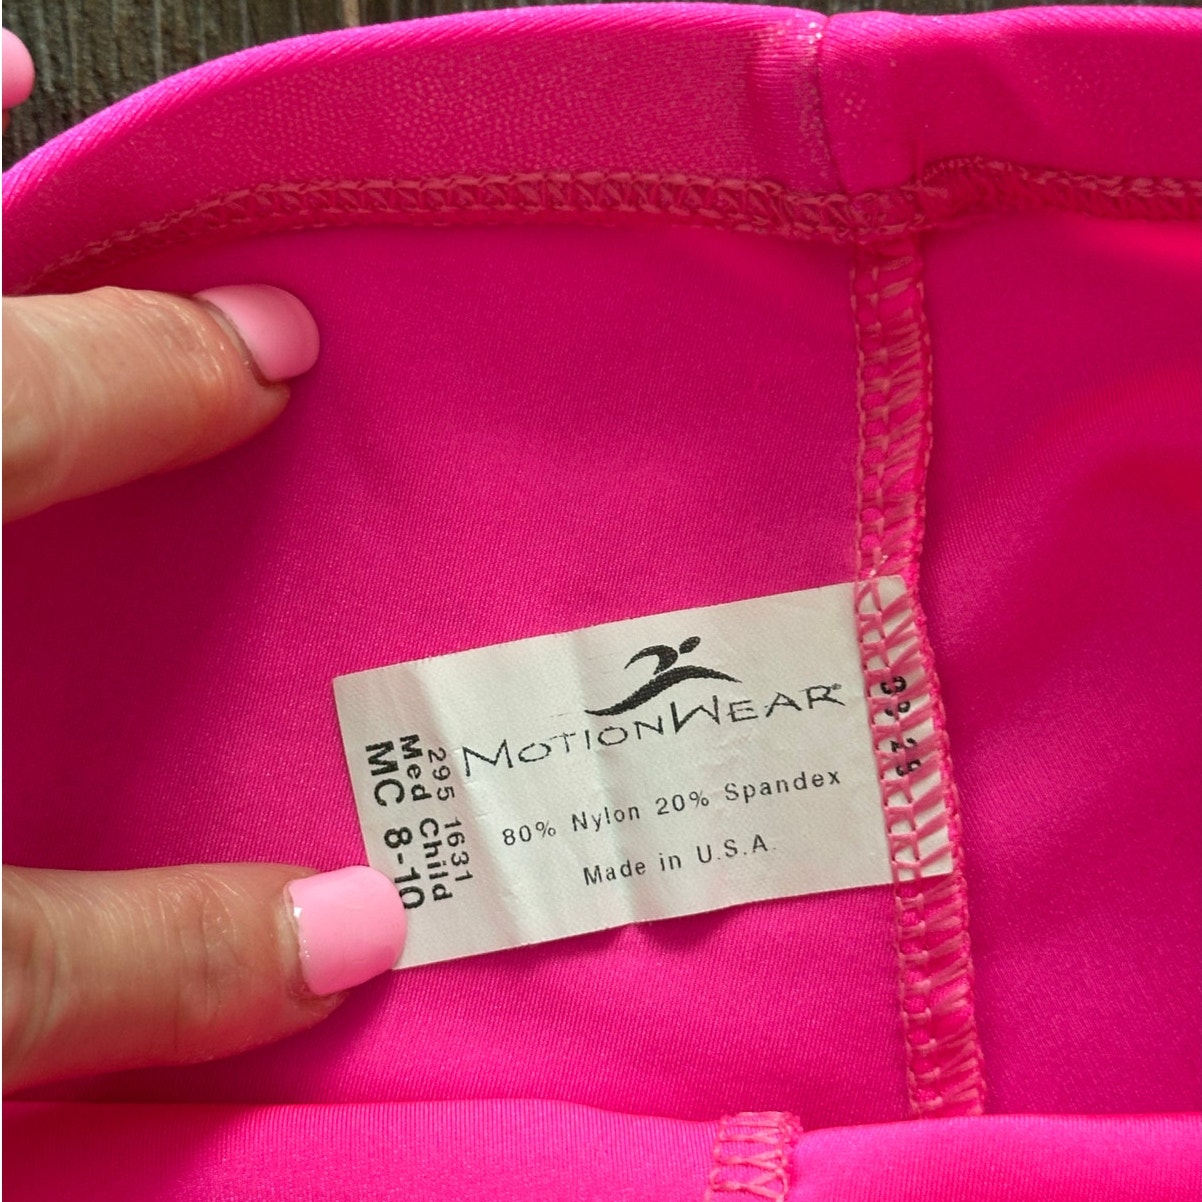 MOTIONWEAR
80% Nylon 20% Spandex
Made in U.S.A.
295 1631
Med Child
MC 8-10